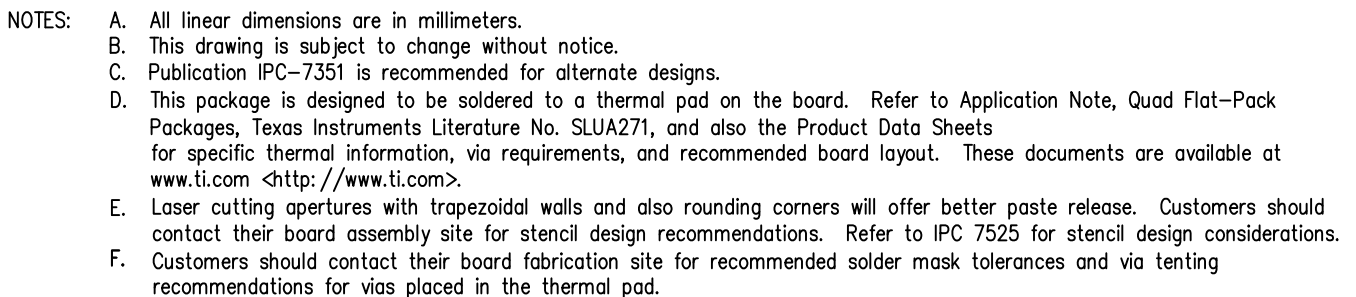 NOTES: A. All linear dimensions are in millimeters.
B. This drawing is subject to change without notice.
C. Publication IPC–7351 is recommended for alternate designs.
D. This package is designed to be soldered to a thermal pad on the board. Refer to Application Note, Quad Flat–Pack
Packages, Texas Instruments Literature No. SLUA271, and also the Product Data Sheets
for specific thermal information, via requirements, and recommended board layout. These documents are available at
www.ti.com <http://www.ti.com>.
E. Laser cutting apertures with trapezoidal walls and also rounding corners will offer better paste release. Customers should
contact their board assembly site for stencil design recommendations. Refer to IPC 7525 for stencil design considerations.
F. Customers should contact their board fabrication site for recommended solder mask tolerances and via tenting
recommendations for vias placed in the thermal pad.